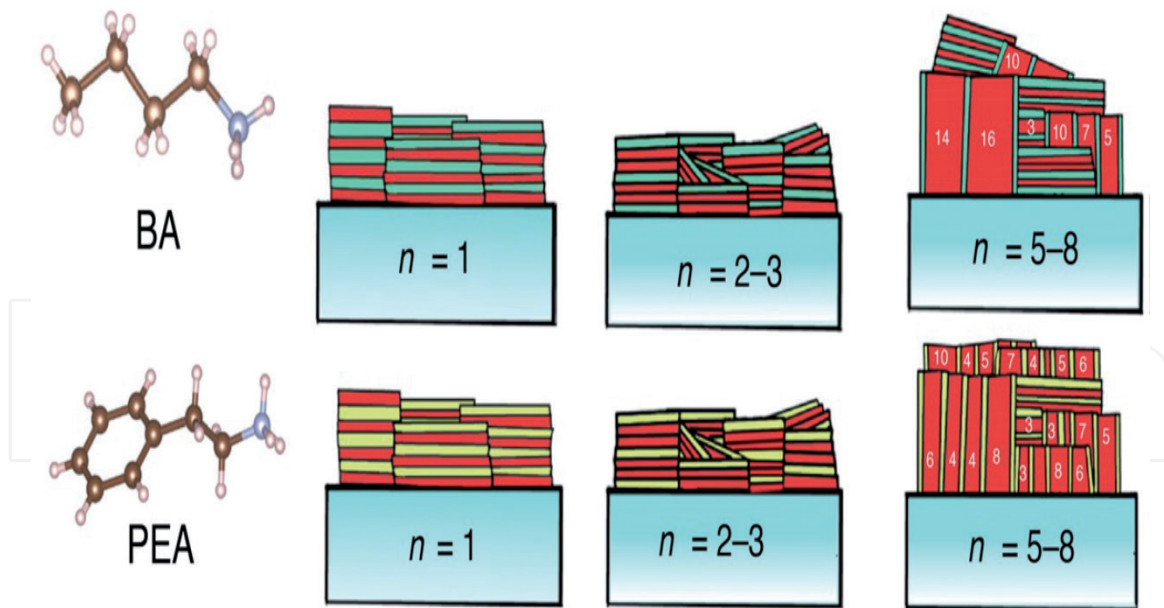 BA
n = 1
n = 2–3
10
14
16
3
10
7
5
n = 5–8
PEA
n = 1
n = 2–3
10 4 5 7 4 5 6
6 4 4 8
3 3 7 5
3 8 6
n = 5–8